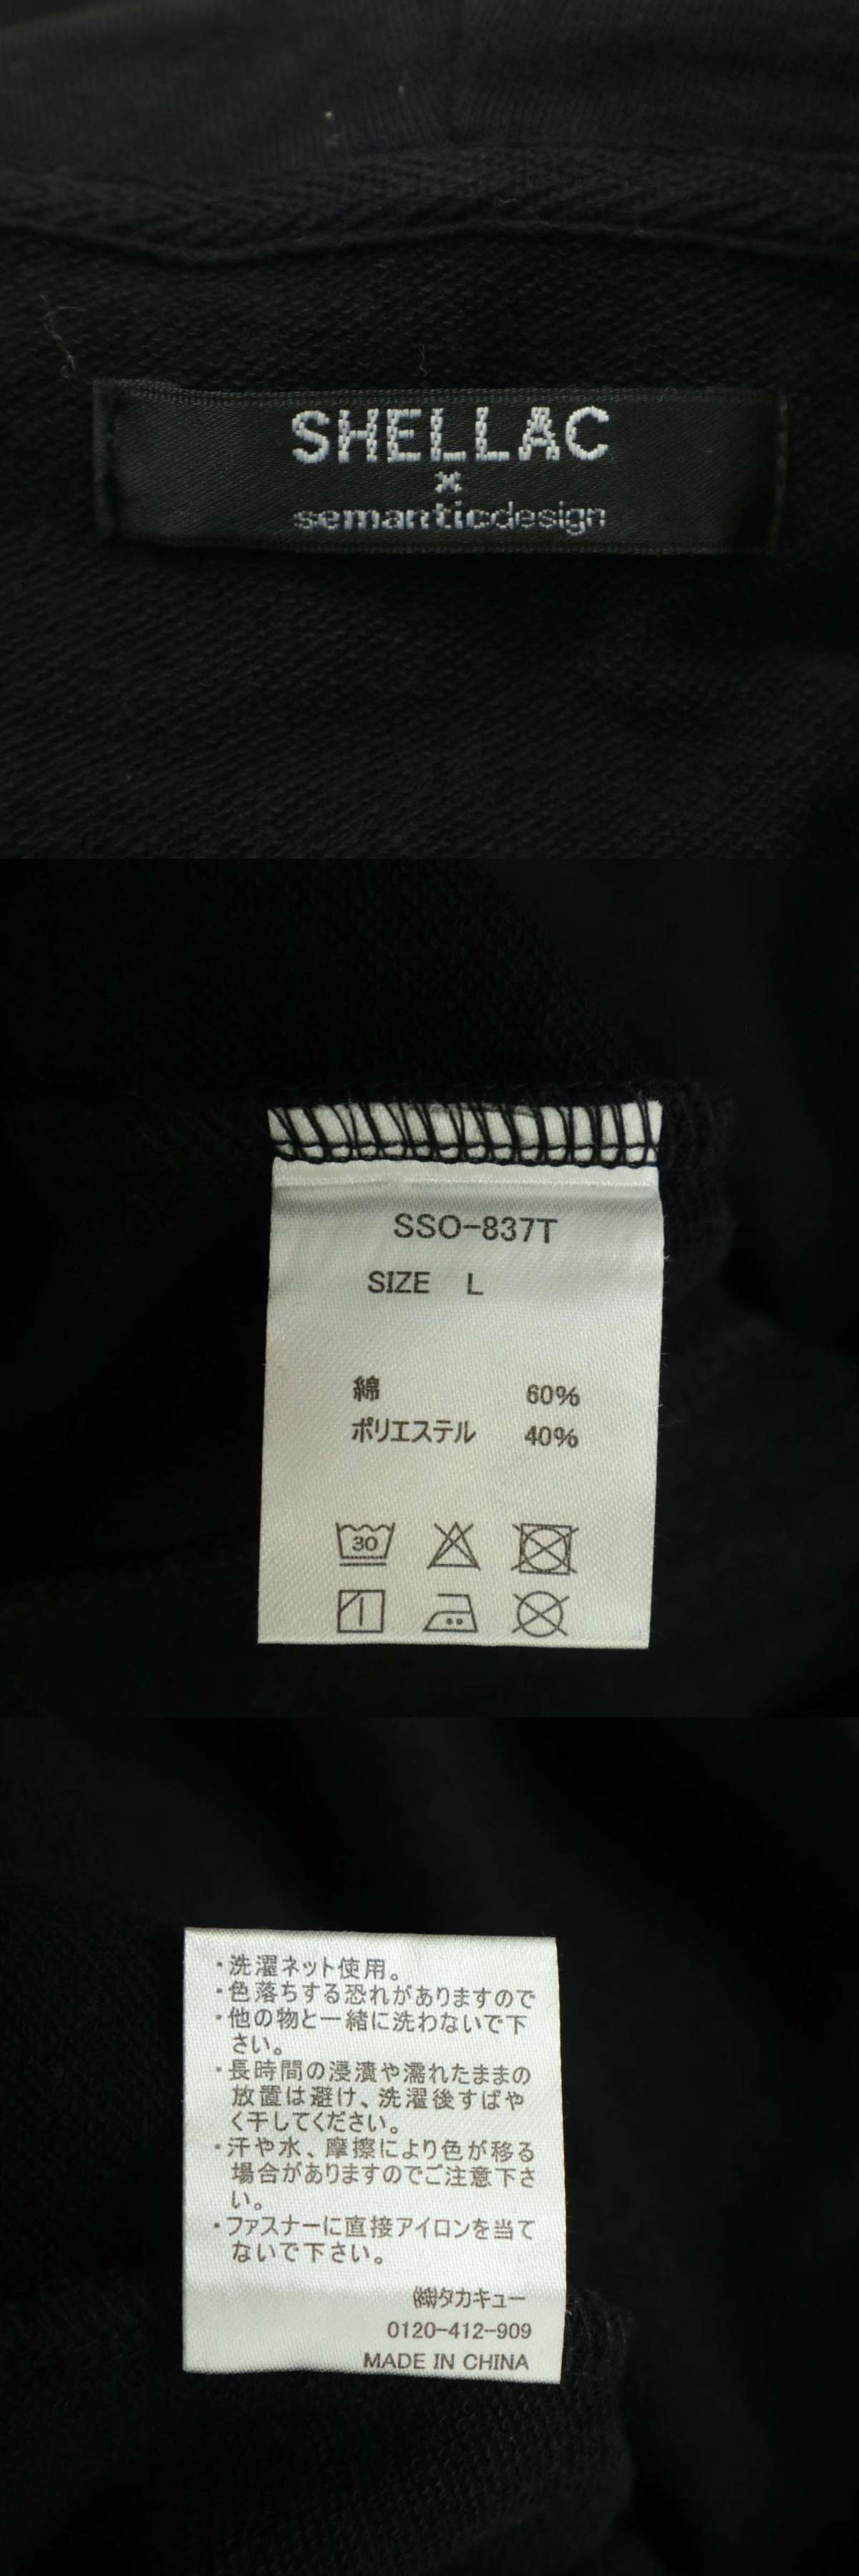 SHELLAC
×
semanticdesign
SSO-837T
SIZE L
綿 60%
ポリエステル 40%
30
・洗濯ネット使用。
・色落ちする恐れがありますので
・他の物と一緒に洗わないで下
さい。
・長時間の浸漬や濡れたままの
放置は避け、洗濯後すばや
く干してください。
・汗や水、摩擦により色が移る
場合がありますのでご注意下さ
い。
・ファスナーに直接アイロンを当て
ないで下さい。
㈱タカキュー
0120-412-909
MADE IN CHINA